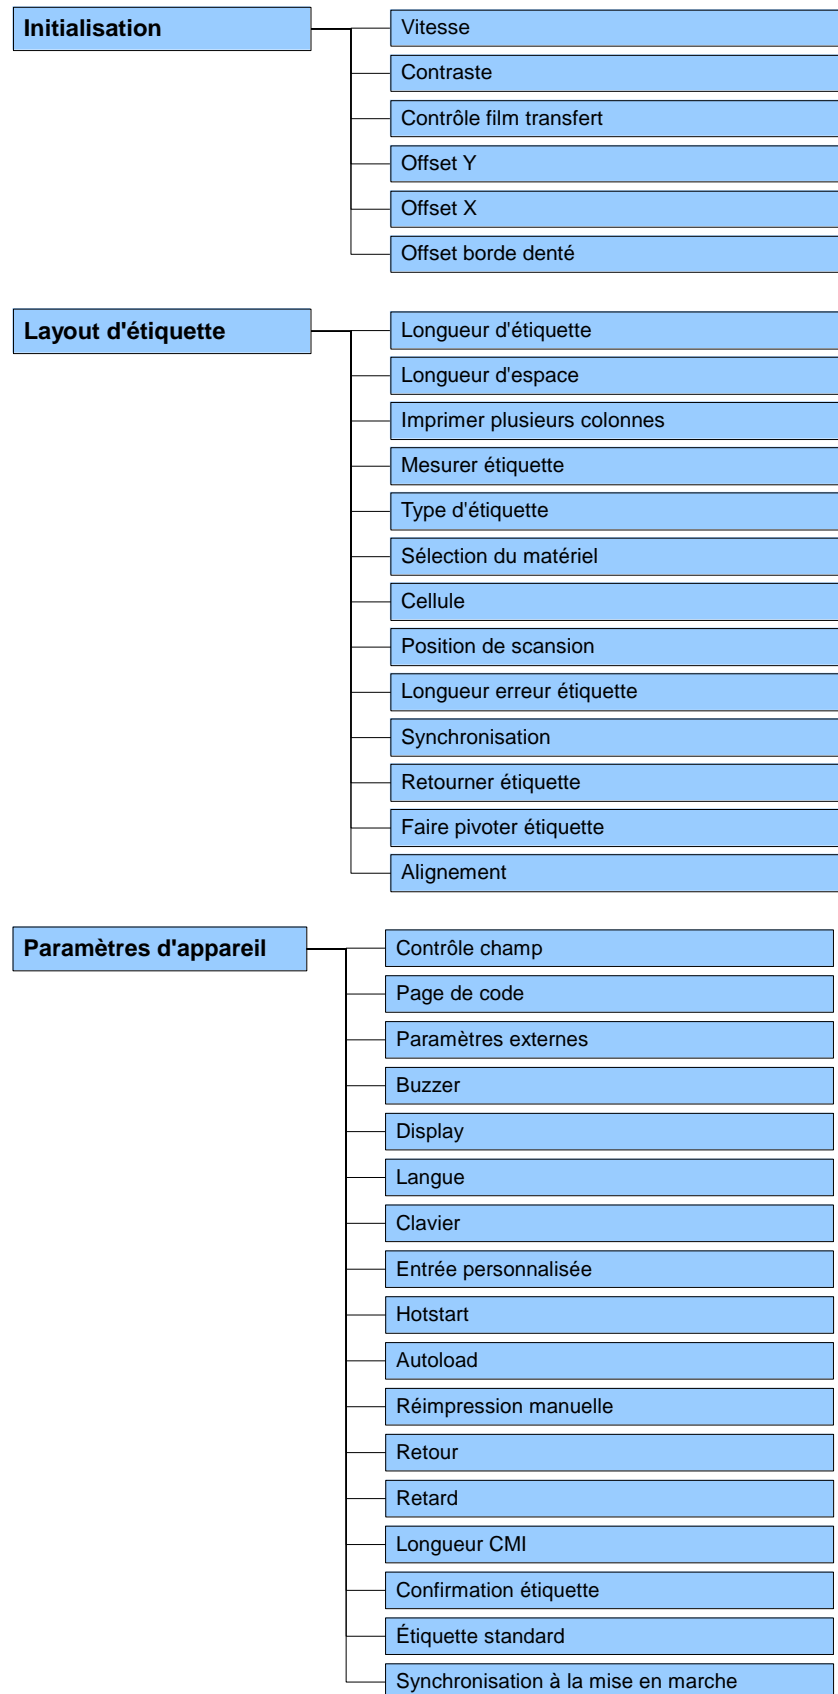 Initialisation
Vitesse
Contraste
Contrôle film transfert
Offset Y
Offset X
Offset borde denté
Layout d'étiquette
Longueur d'étiquette
Longueur d'espace
Imprimer plusieurs colonnes
Mesurer étiquette
Type d'étiquette
Sélection du matériel
Cellule
Position de scansion
Longueur erreur étiquette
Synchronisation
Retourner étiquette
Faire pivoter étiquette
Alignement
Paramètres d'appareil
Contrôle champ
Page de code
Paramètres externes
Buzzer
Display
Langue
Clavier
Entrée personnalisée
Hotstart
Autoload
Réimpression manuelle
Retour
Retard
Longueur CMI
Confirmation étiquette
Étiquette standard
Synchronisation à la mise en marche